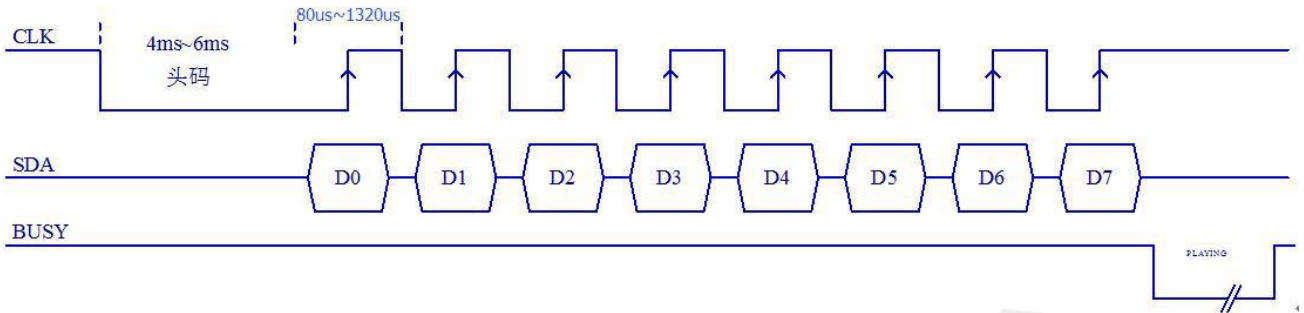 80us~1320us
CLK
4ms~6ms
头码
SDA
D0 D1 D2 D3 D4 D5 D6 D7
BUSY
PLAYING